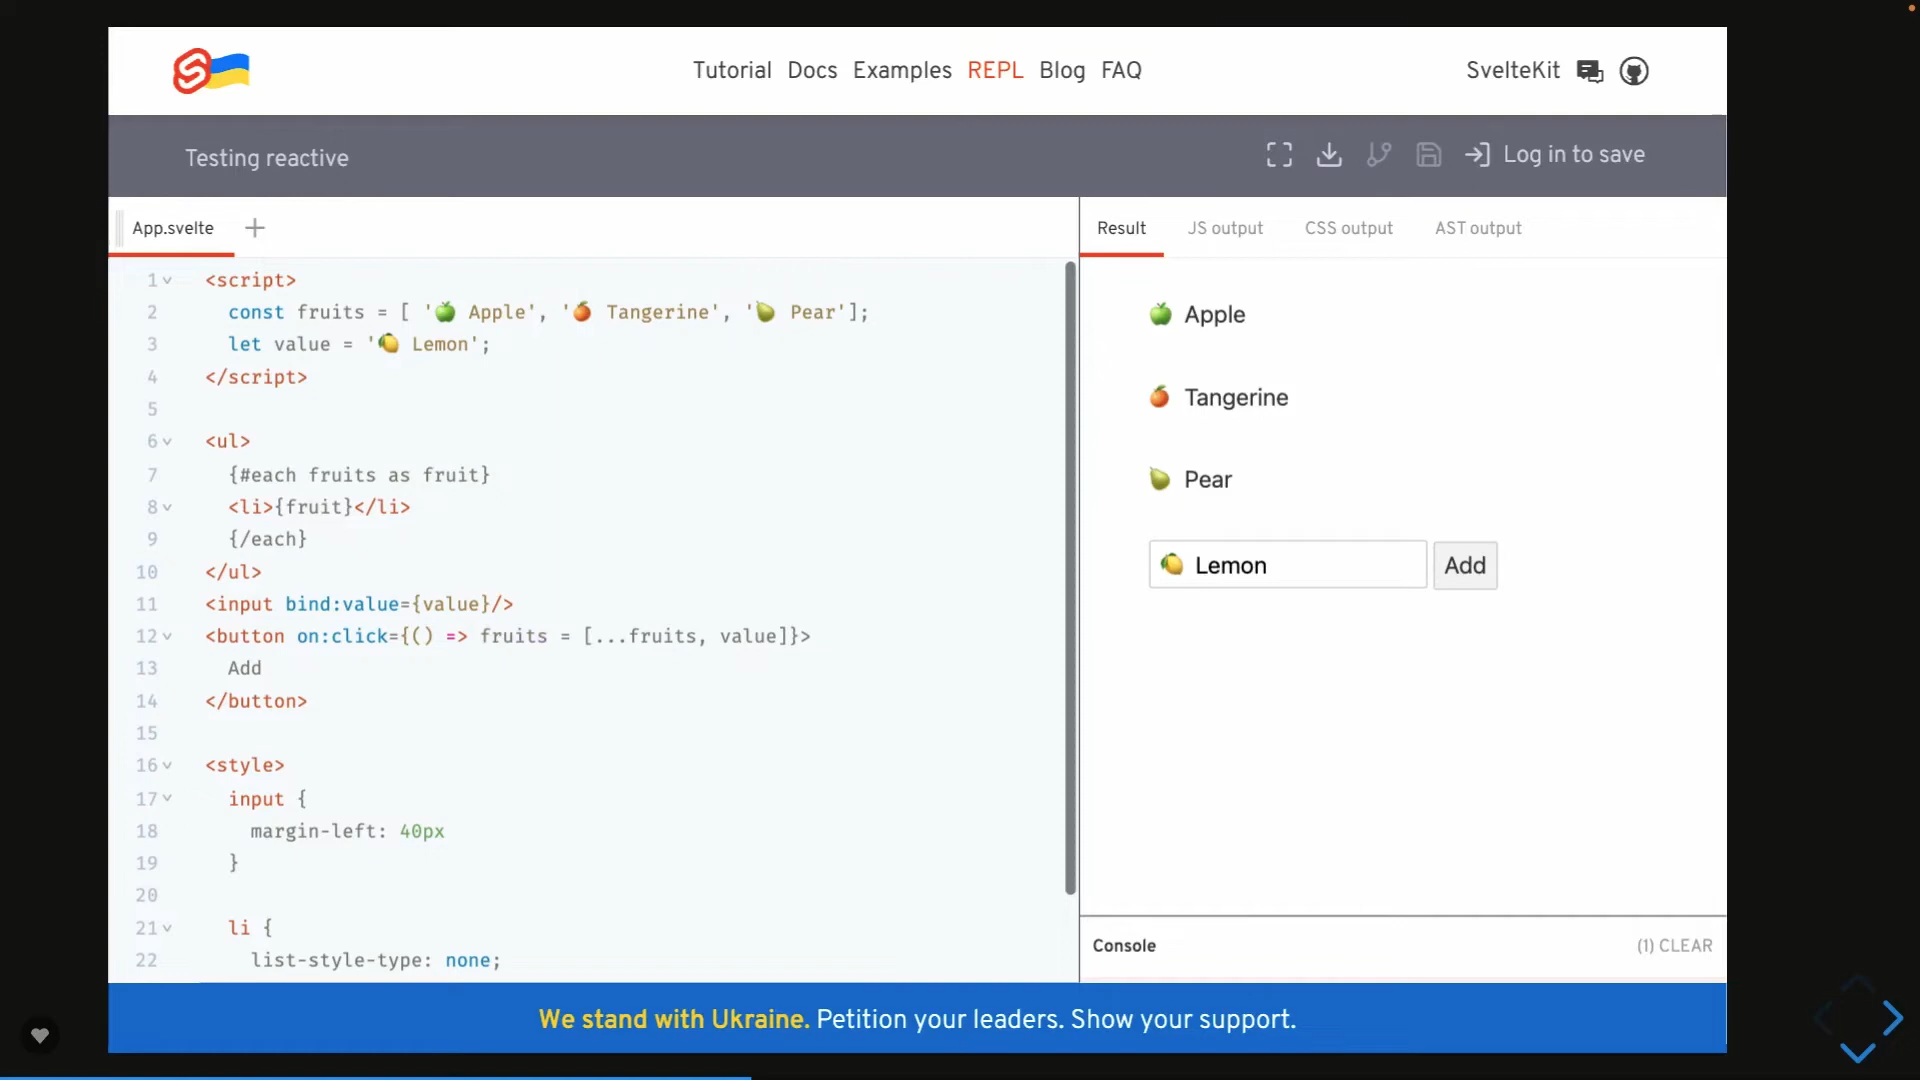 Tutorial Docs Examples REPL Blog FAQ
SvelteKit
Testing reactive
Log in to save
App.svelte +
Result JS output CSS output AST output
1 <script>
2 const fruits = [ '🍏 Apple', '🍊 Tangerine', '🍐 Pear'];
3 let value = '🍋 Lemon';
4 </script>
5
6 <ul>
7 {#each fruits as fruit}
8 <li>{fruit}</li>
9 {/each}
10 </ul>
11 <input bind:value={value}/>
12 <button on:click={() => fruits = [...fruits, value]}>
13 Add
14 </button>
15
16 <style>
17 input {
18 margin-left: 40px
19 }
20
21 li {
22 list-style-type: none;
🍏 Apple
🍊 Tangerine
🍐 Pear
🍋 Lemon Add
Console (1) CLEAR
We stand with Ukraine. Petition your leaders. Show your support.